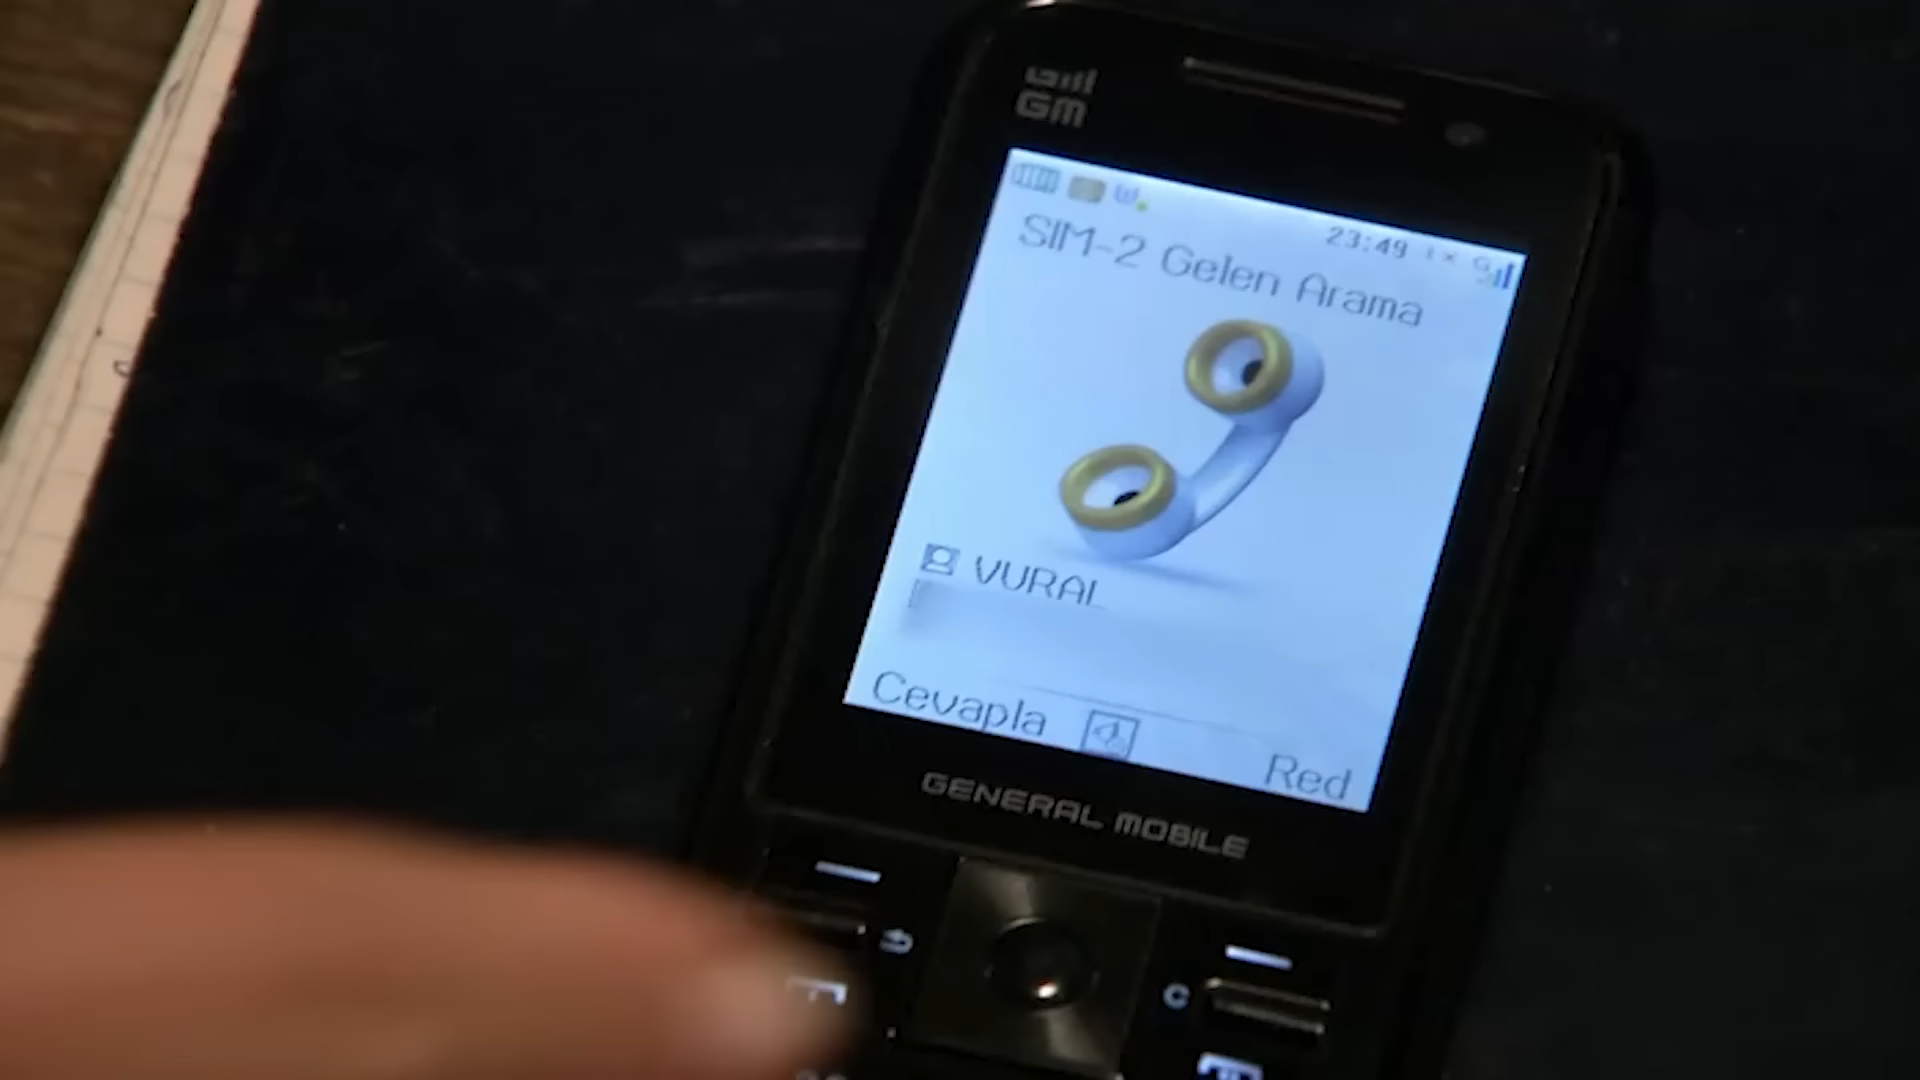 GM
23:49
SIM-2 Gelen Arama
VURAL
Cevapla
Red
GENERAL MOBILE
C